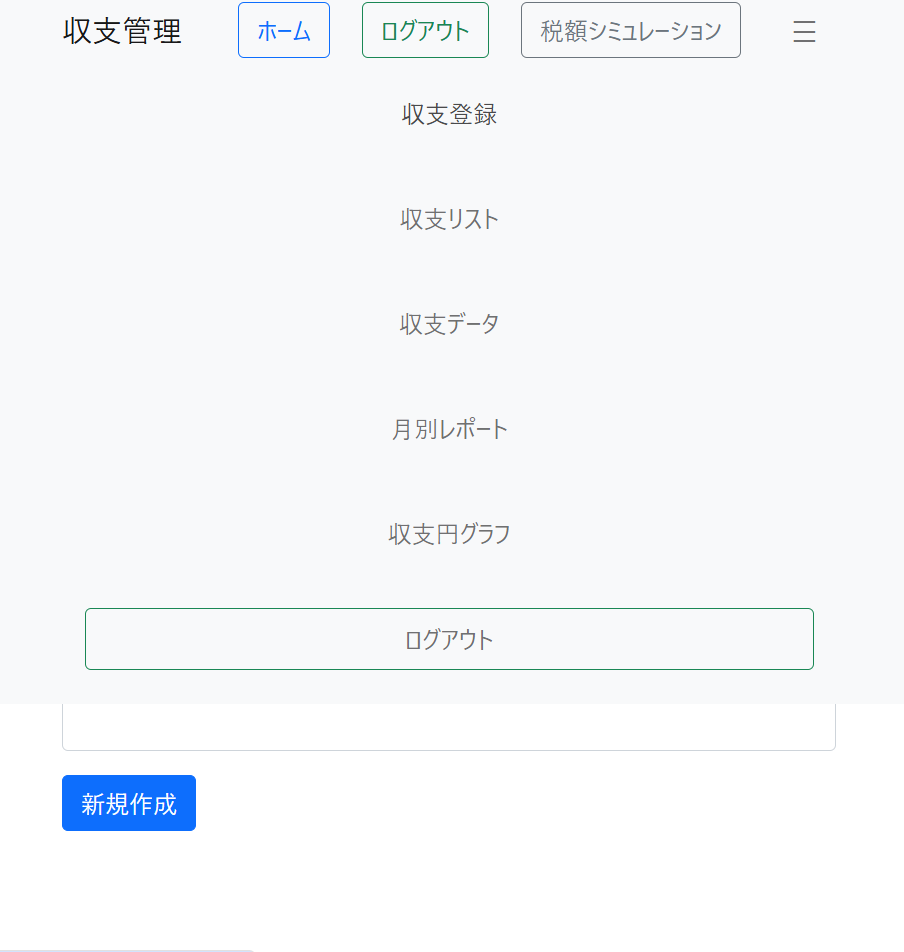 収支管理 ホーム ログアウト 税額シミュレーション
収支登録
収支リスト
収支データ
月別レポート
収支円グラフ
ログアウト
新規作成